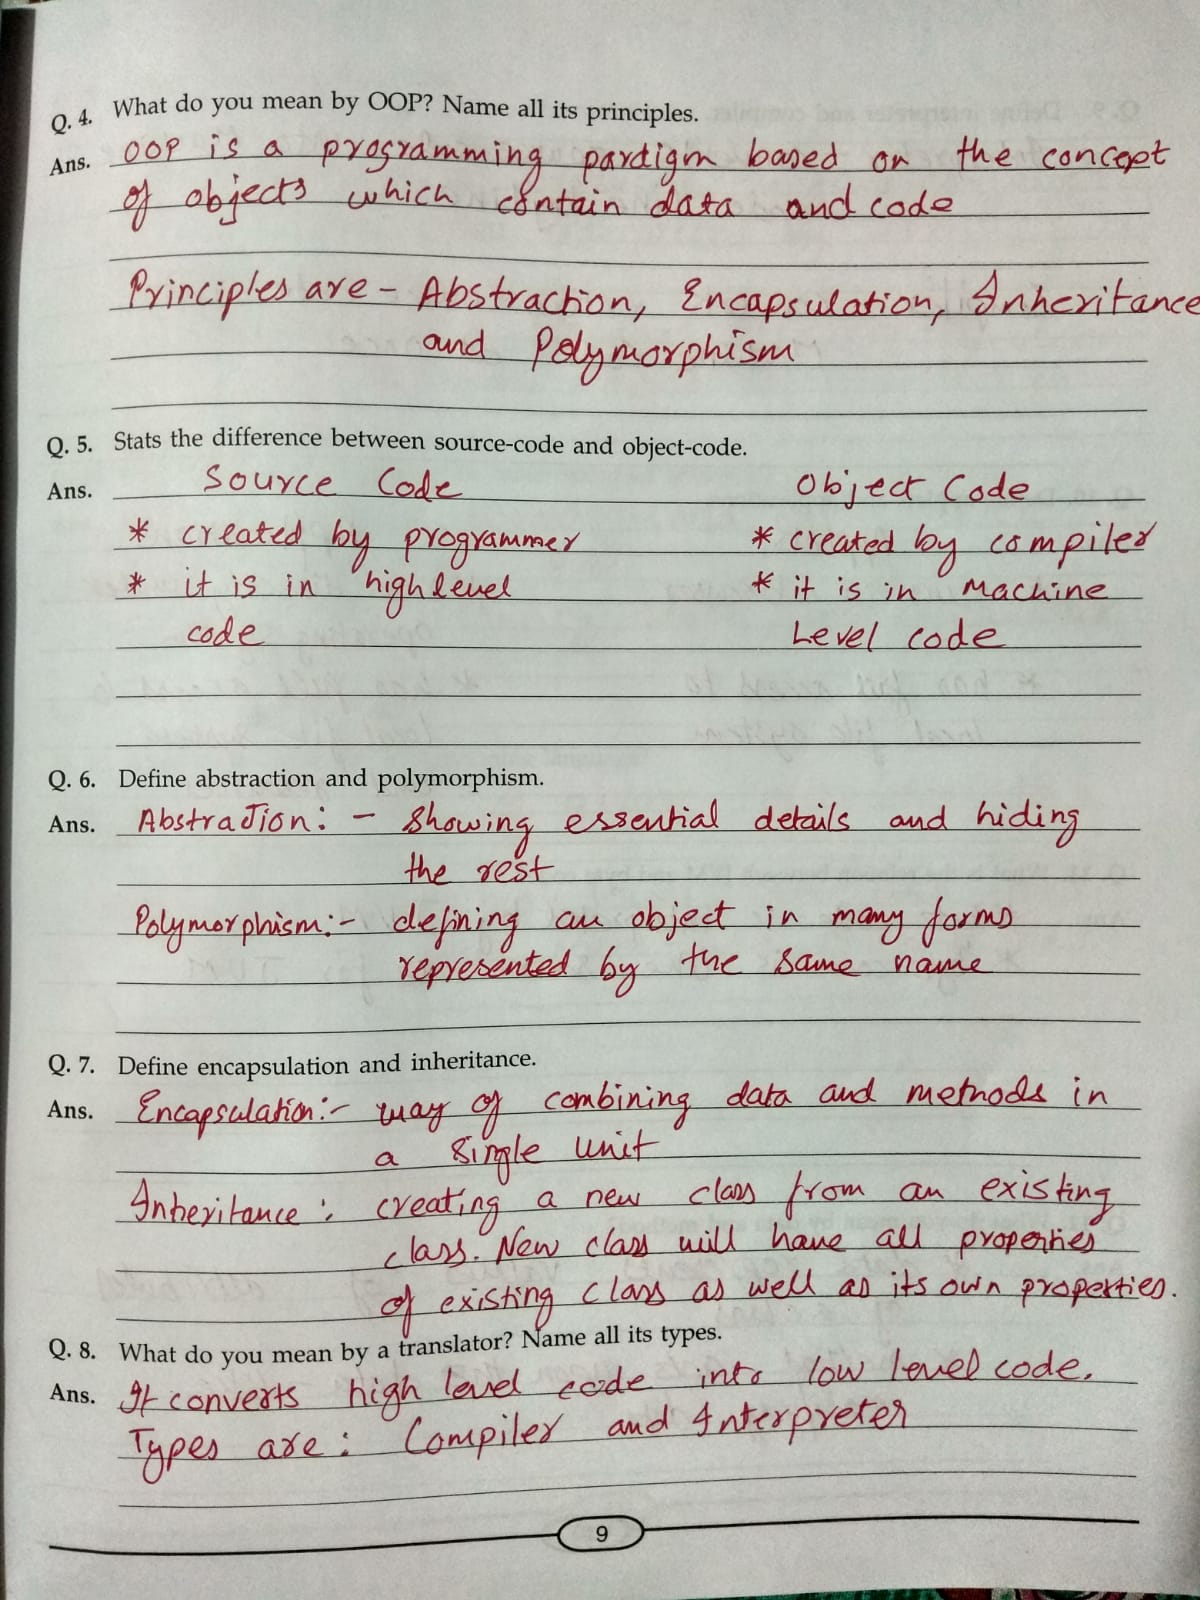 Q. 4. What do you mean by OOP? Name all its principles.
Ans. OOP is a programming pardigm based on the concept
of objects which contain data and code
Principles are - Abstraction, Encapsulation, Inheritance
and Polymorphism
Q. 5. Stats the difference between source-code and object-code.
Ans. Source Code Object Code
* created by programmer * created by compiler
* it is in high level * it is in Machine
code Level code
Q. 6. Define abstraction and polymorphism.
Ans. Abstraction: - Showing essential details and hiding
the rest
Polymorphism:- defining an object in many forms
represented by the same name
Q. 7. Define encapsulation and inheritance.
Ans. Encapsulation:- way of combining data and methods in
a single unit
Inheritance : creating a new class from an existing
class. New class will have all properties
of existing class as well as its own properties.
Q. 8. What do you mean by a translator? Name all its types.
Ans. It converts high level code into low level code.
Types are : Compiler and Interpreter
9